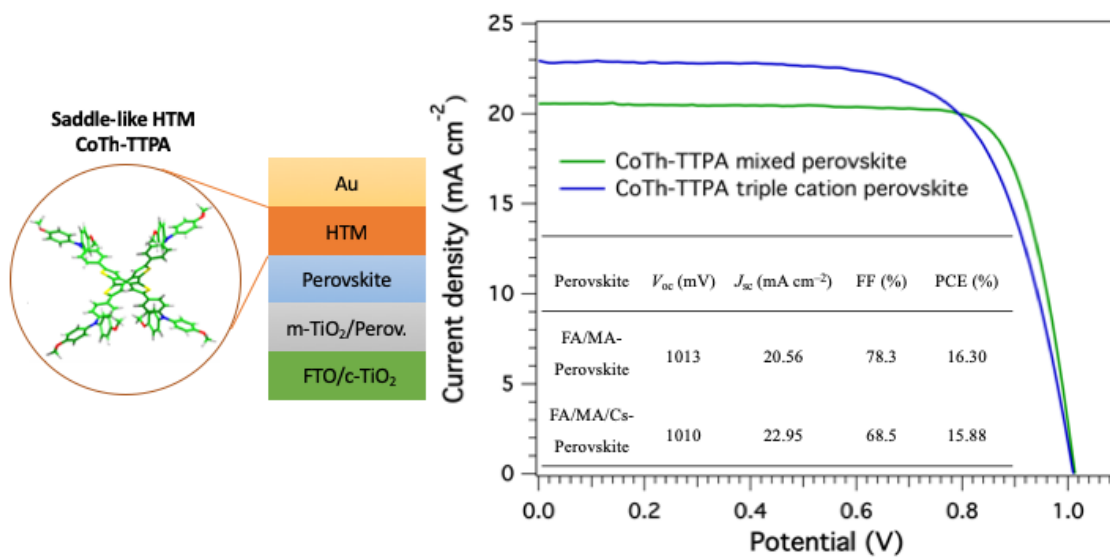 Saddle-like HTM
CoTh-TTPA
Au
HTM
Perovskite
m-TiO₂/Perov.
FTO/c-TiO₂
Current density (mA cm⁻²)
25
20
15
10
5
0
CoTh-TTPA mixed perovskite
CoTh-TTPA triple cation perovskite
Perovskite V_oc (mV) J_sc (mA cm⁻²) FF (%) PCE (%)
FA/MA-
Perovskite 1013 20.56 78.3 16.30
FA/MA/Cs-
Perovskite 1010 22.95 68.5 15.88
0.0 0.2 0.4 0.6 0.8 1.0
Potential (V)